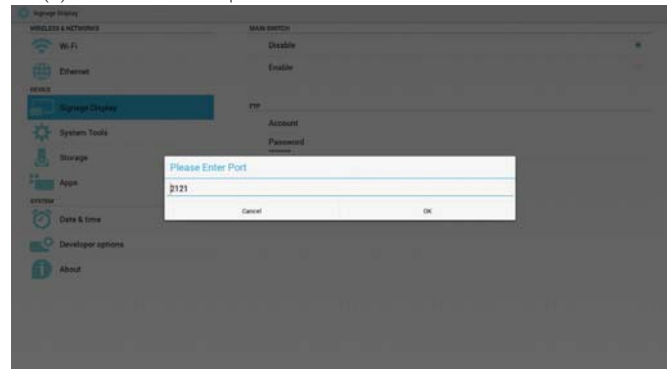 Signage Display
WIRELESS & NETWORKS
Wi-Fi
Ethernet
DEVICE
Signage Display
System Tools
Storage
Apps
SYSTEM
Date & time
Developer options
About
MAIN SWITCH
Disable
Enable
FTP
Account
Password
Please Enter Port
2121
Cancel
OK